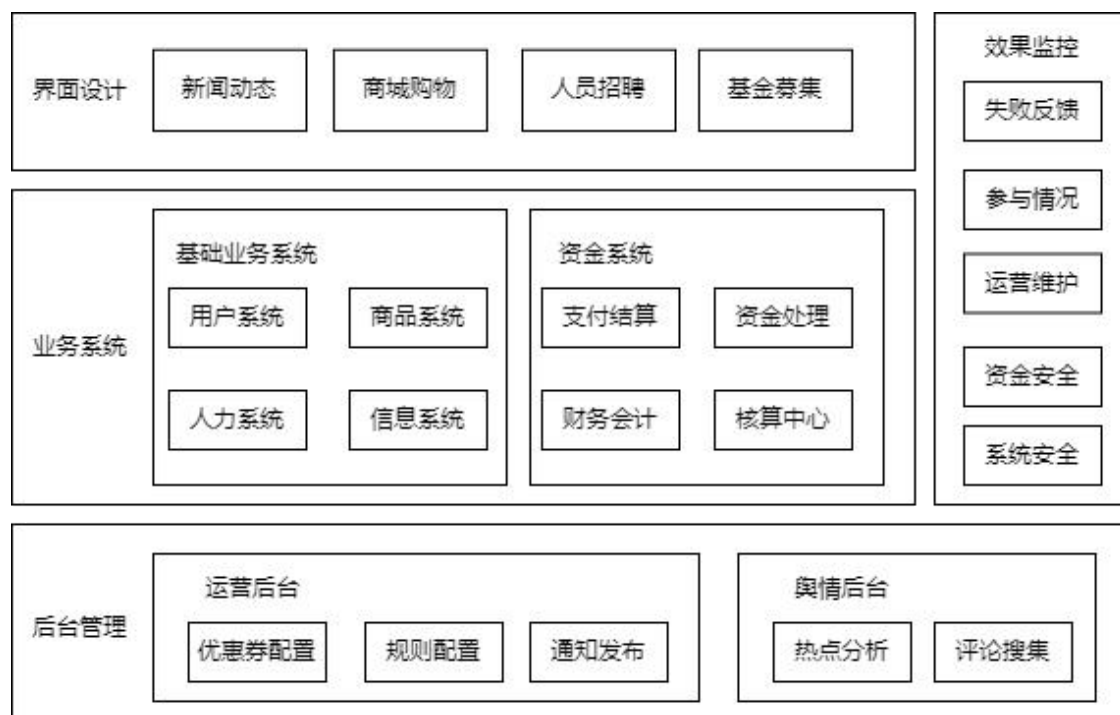 界面设计
新闻动态
商城购物
人员招聘
基金募集
业务系统
基础业务系统
用户系统
商品系统
人力系统
信息系统
资金系统
支付结算
资金处理
财务会计
核算中心
效果监控
失败反馈
参与情况
运营维护
资金安全
系统安全
后台管理
运营后台
优惠券配置
规则配置
通知发布
舆情后台
热点分析
评论搜集